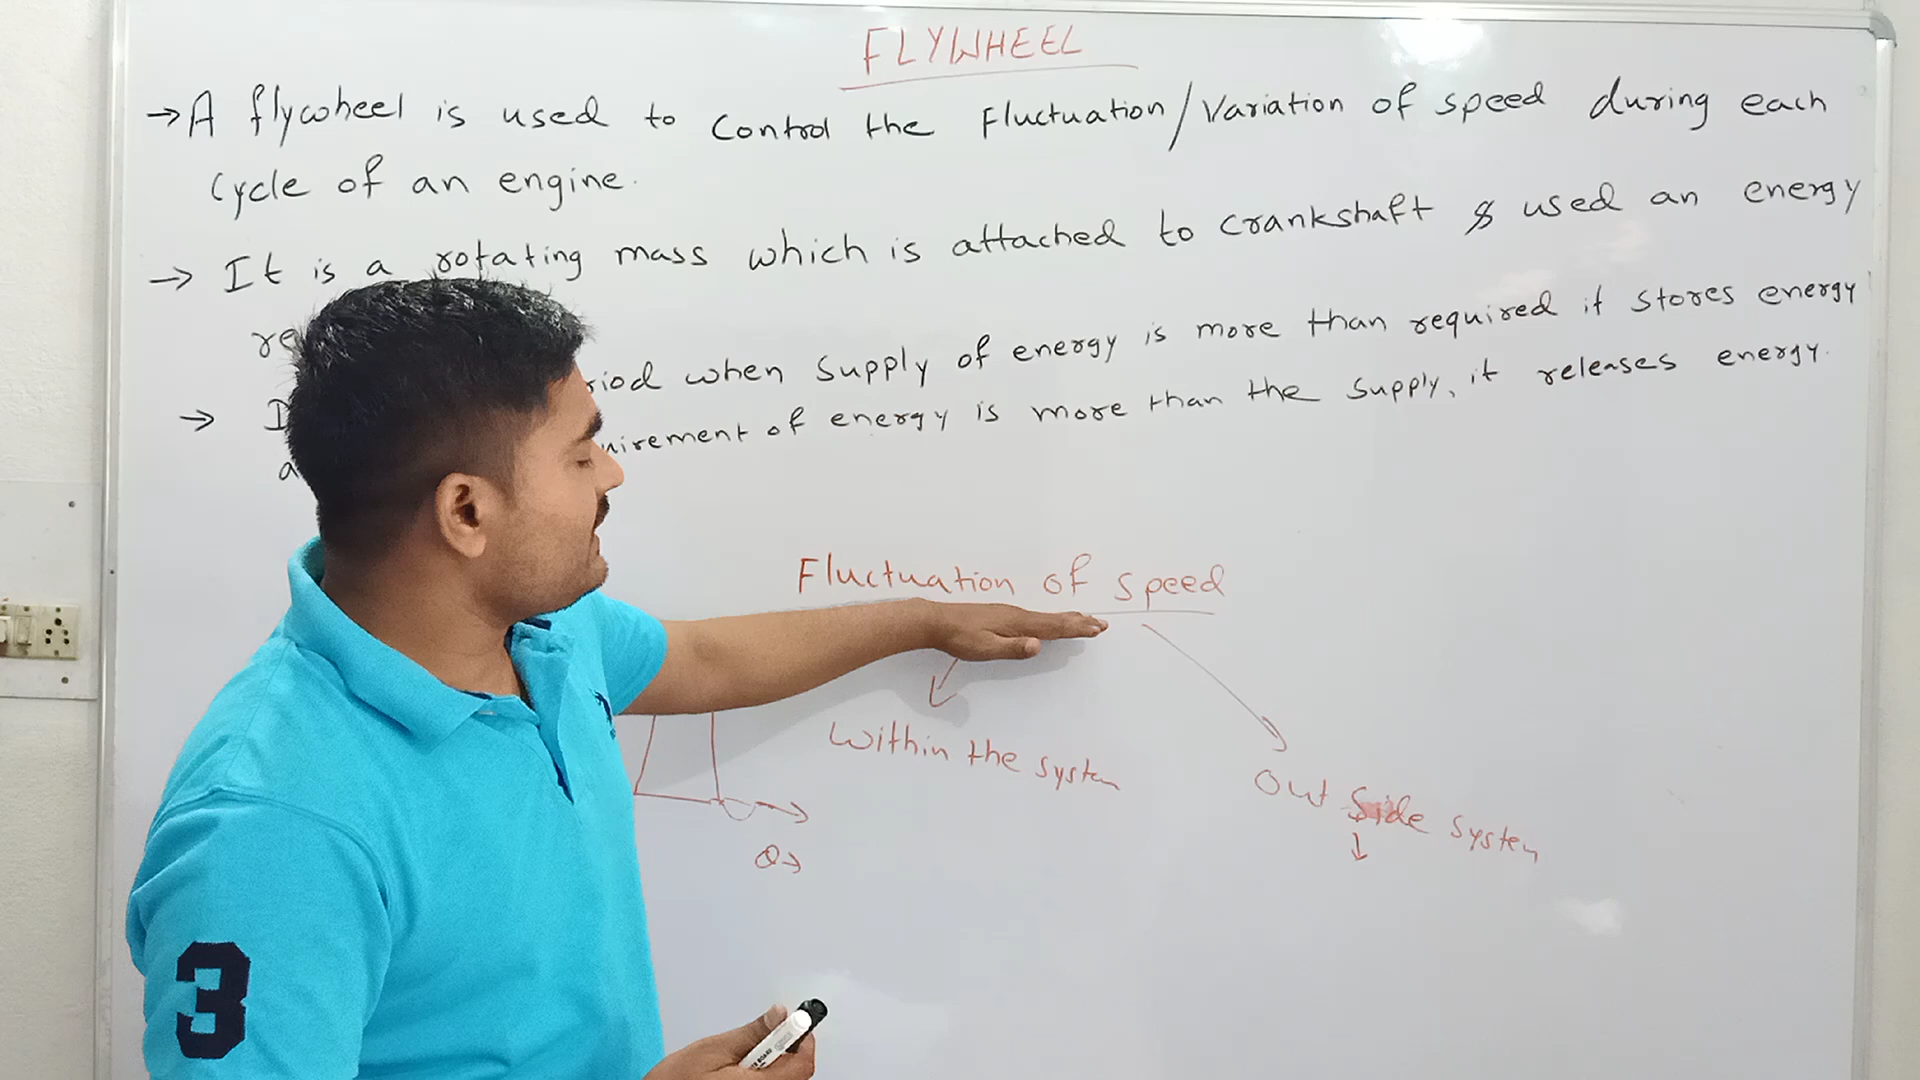 FLYWHEEL
→ A flywheel is used to control the Fluctuation/Variation of speed during each
cycle of an engine.
→ It is a rotating mass which is attached to crankshaft & used an energy
→ when supply of energy is more than required it stores energy
of energy is more than the supply, it releases energy.
Fluctuation of speed
Within the system
Out Side System
↓
θ→
3